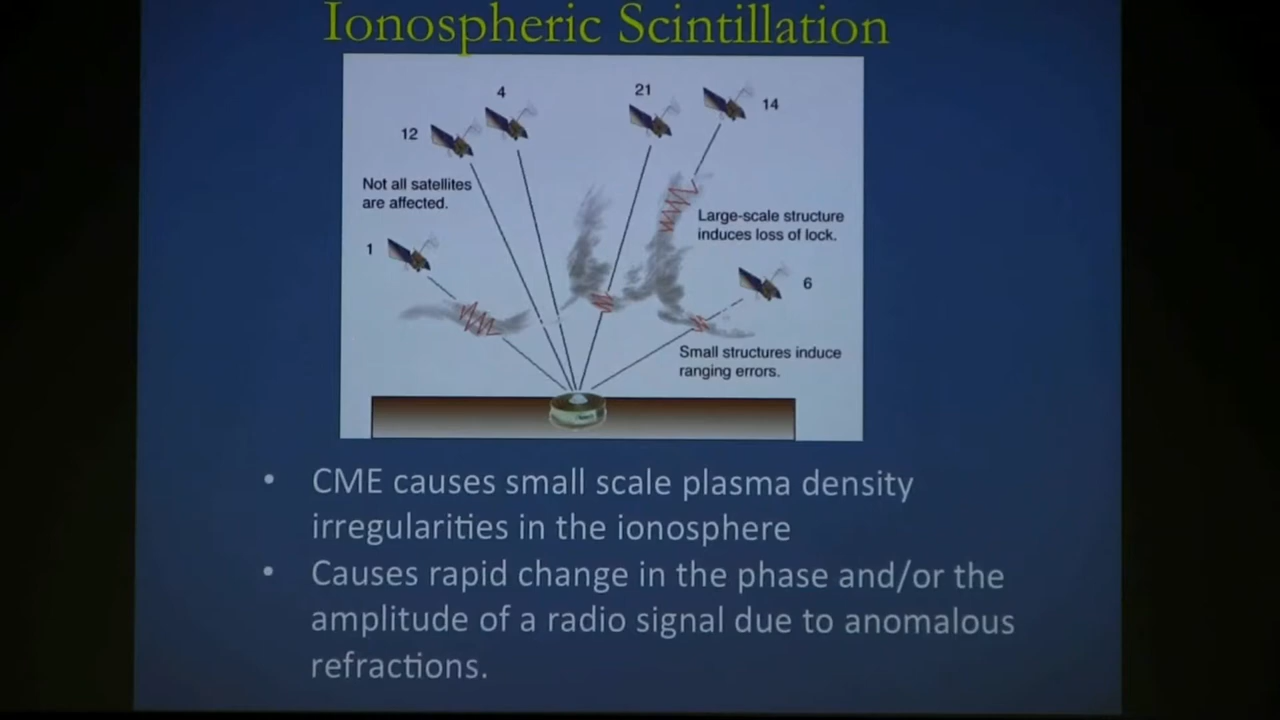 Ionospheric Scintillation
4
21
14
12
Not all satellites
are affected.
Large-scale structure
induces loss of lock.
1
6
Small structures induce
ranging errors.
• CME causes small scale plasma density
irregularities in the ionosphere
• Causes rapid change in the phase and/or the
amplitude of a radio signal due to anomalous
refractions.